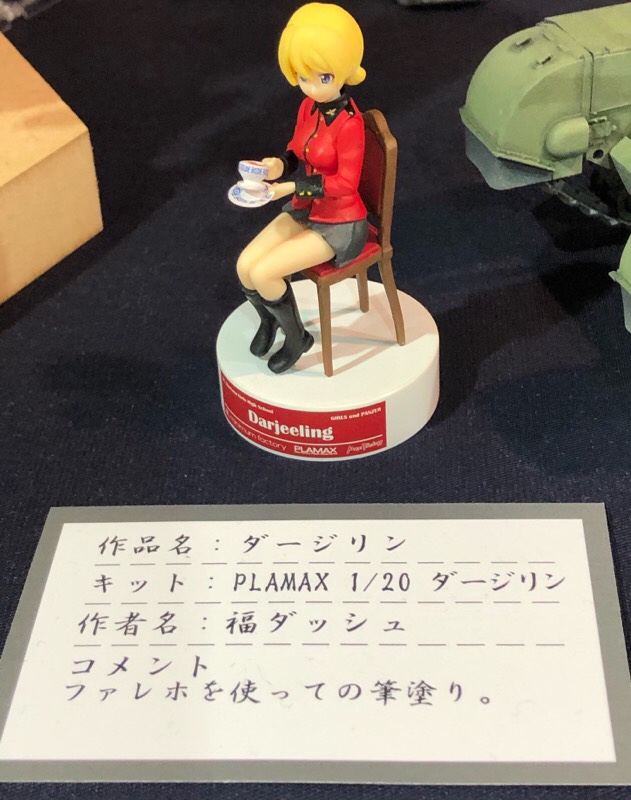 GIRLS und PANZER
Darjeeling
maximum factory PLAMAX
作品名：ダージリン
キット：PLAMAX 1/20 ダージリン
作者名：福ダッシュ
コメント
ファレホを使っての筆塗り。